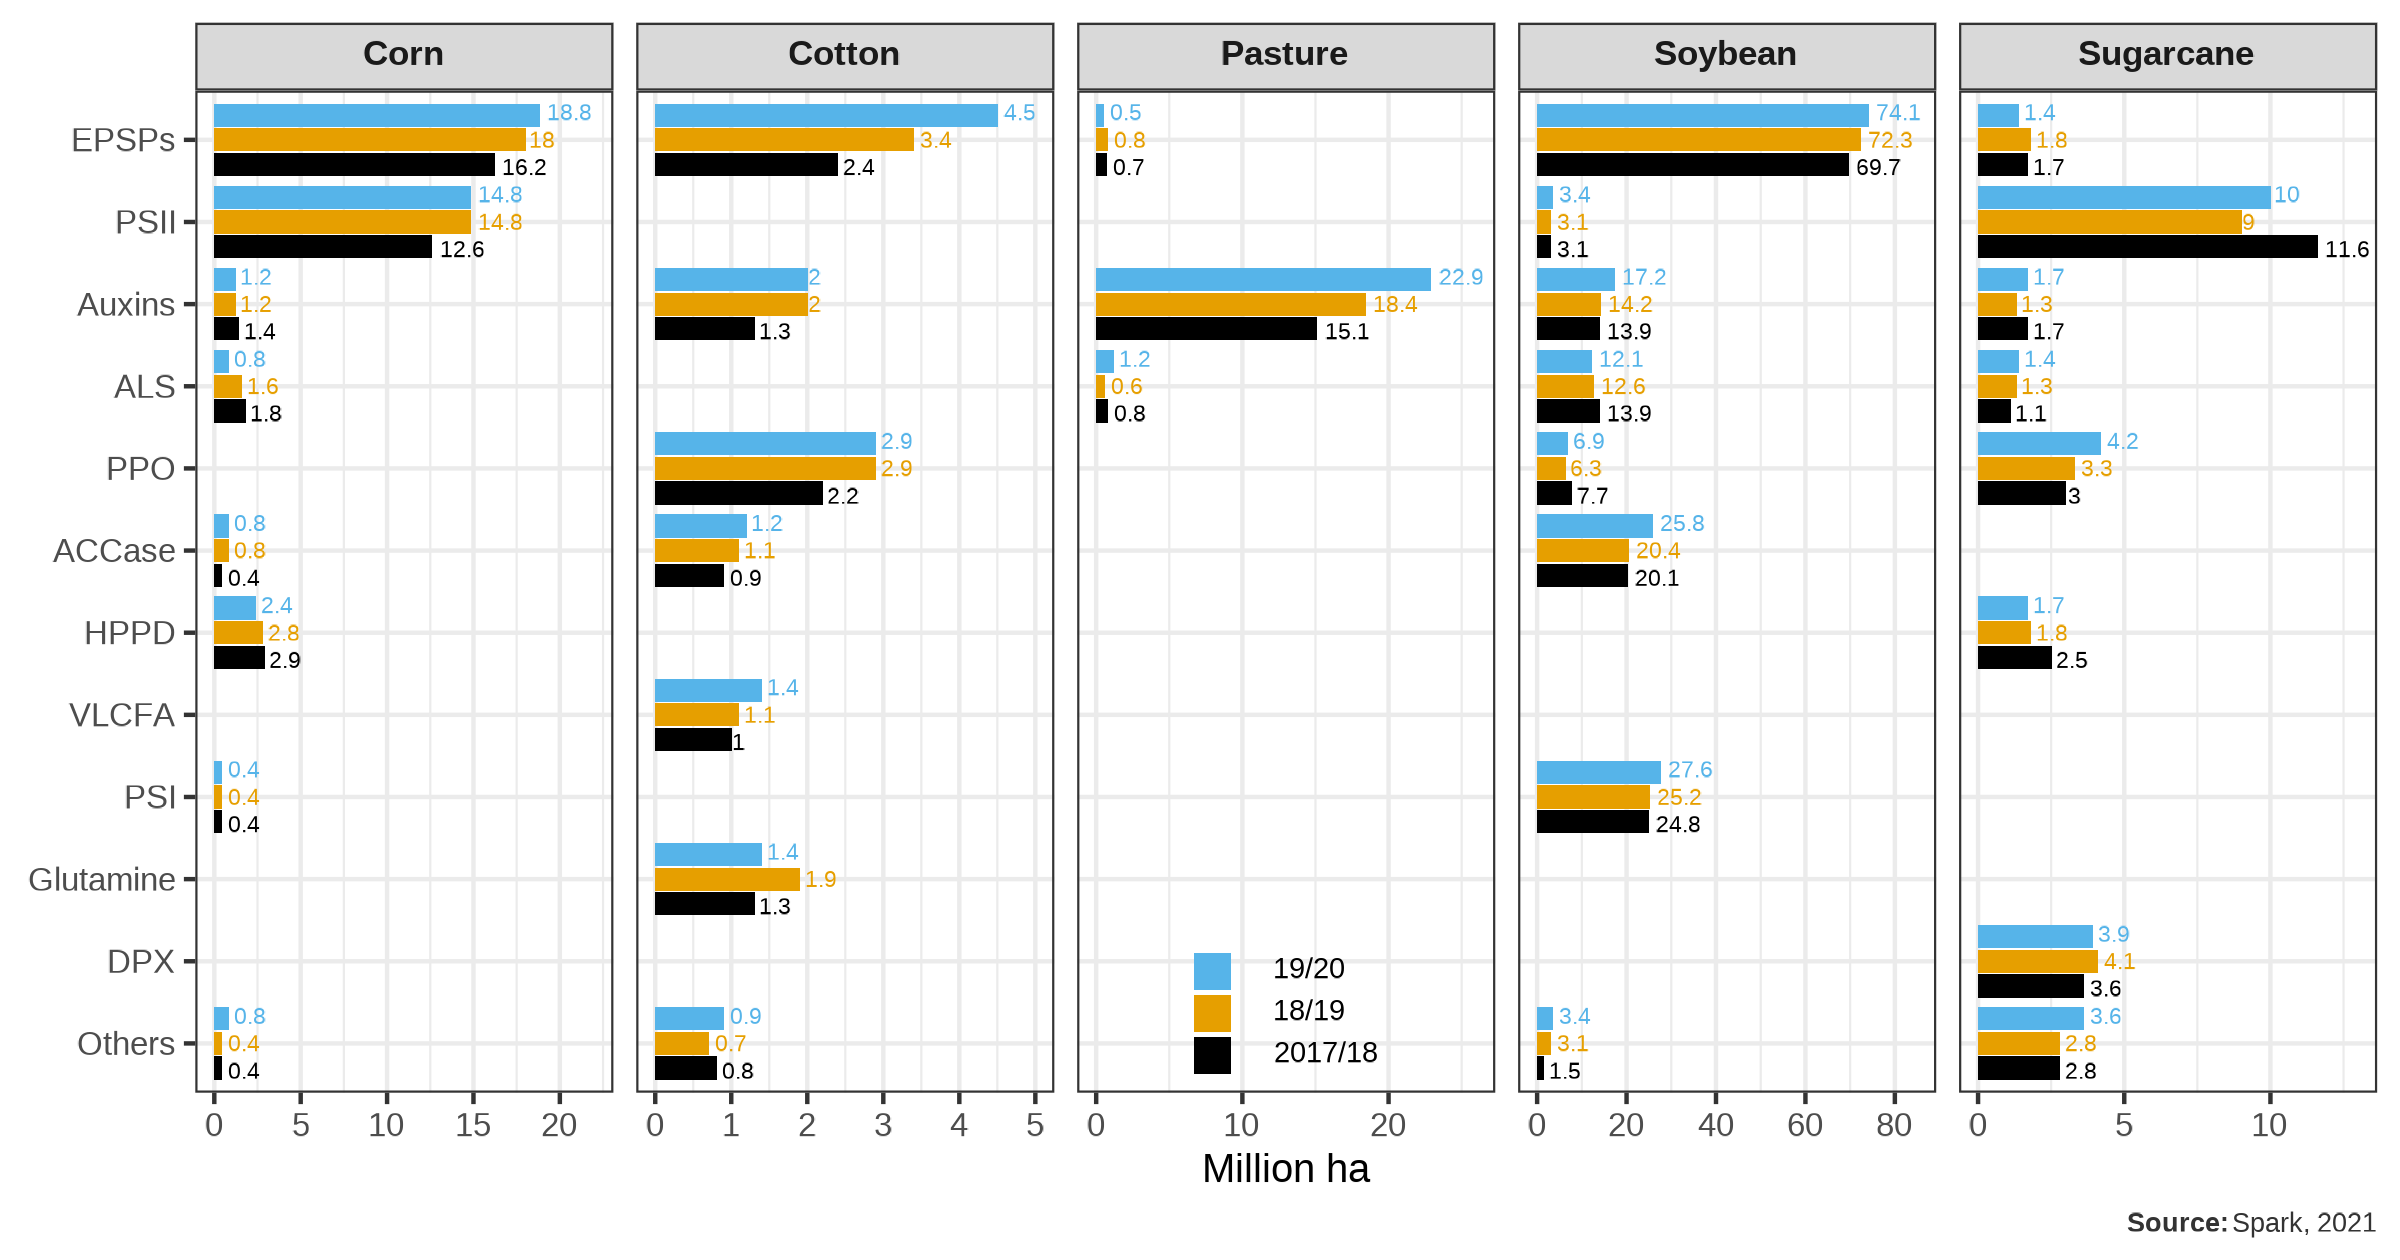 Corn Cotton Pasture Soybean Sugarcane
18.8 4.5 0.5 74.1 1.4
EPSPs 18 3.4 0.8 72.3 1.8
16.2 2.4 0.7 69.7 1.7
14.8 3.4 10
PSII 14.8 3.1 9
12.6 3.1 11.6
1.2 2 22.9 17.2 1.7
Auxins 1.2 2 18.4 14.2 1.3
1.4 1.3 15.1 13.9 1.7
0.8 1.2 12.1 1.4
ALS 1.6 0.6 12.6 1.3
1.8 0.8 13.9 1.1
2.9 6.9 4.2
PPO 2.9 6.3 3.3
2.2 7.7 3
0.8 1.2 25.8
ACCase 0.8 1.1 20.4
0.4 0.9 20.1
2.4 1.7
HPPD 2.8 1.8
2.9 2.5
1.4
VLCFA 1.1
1
0.4 27.6
PSI 0.4 25.2
0.4 24.8
1.4
Glutamine 1.9
1.3
3.9
DPX 19/20 4.1
3.6
0.8 0.9 18/19 3.4 3.6
Others 0.4 0.7 2017/18 3.1 2.8
0.4 0.8 1.5 2.8
0 5 10 15 20 0 1 2 3 4 5 0 10 20 0 20 40 60 80 0 5 10
Million ha
Source: Spark, 2021